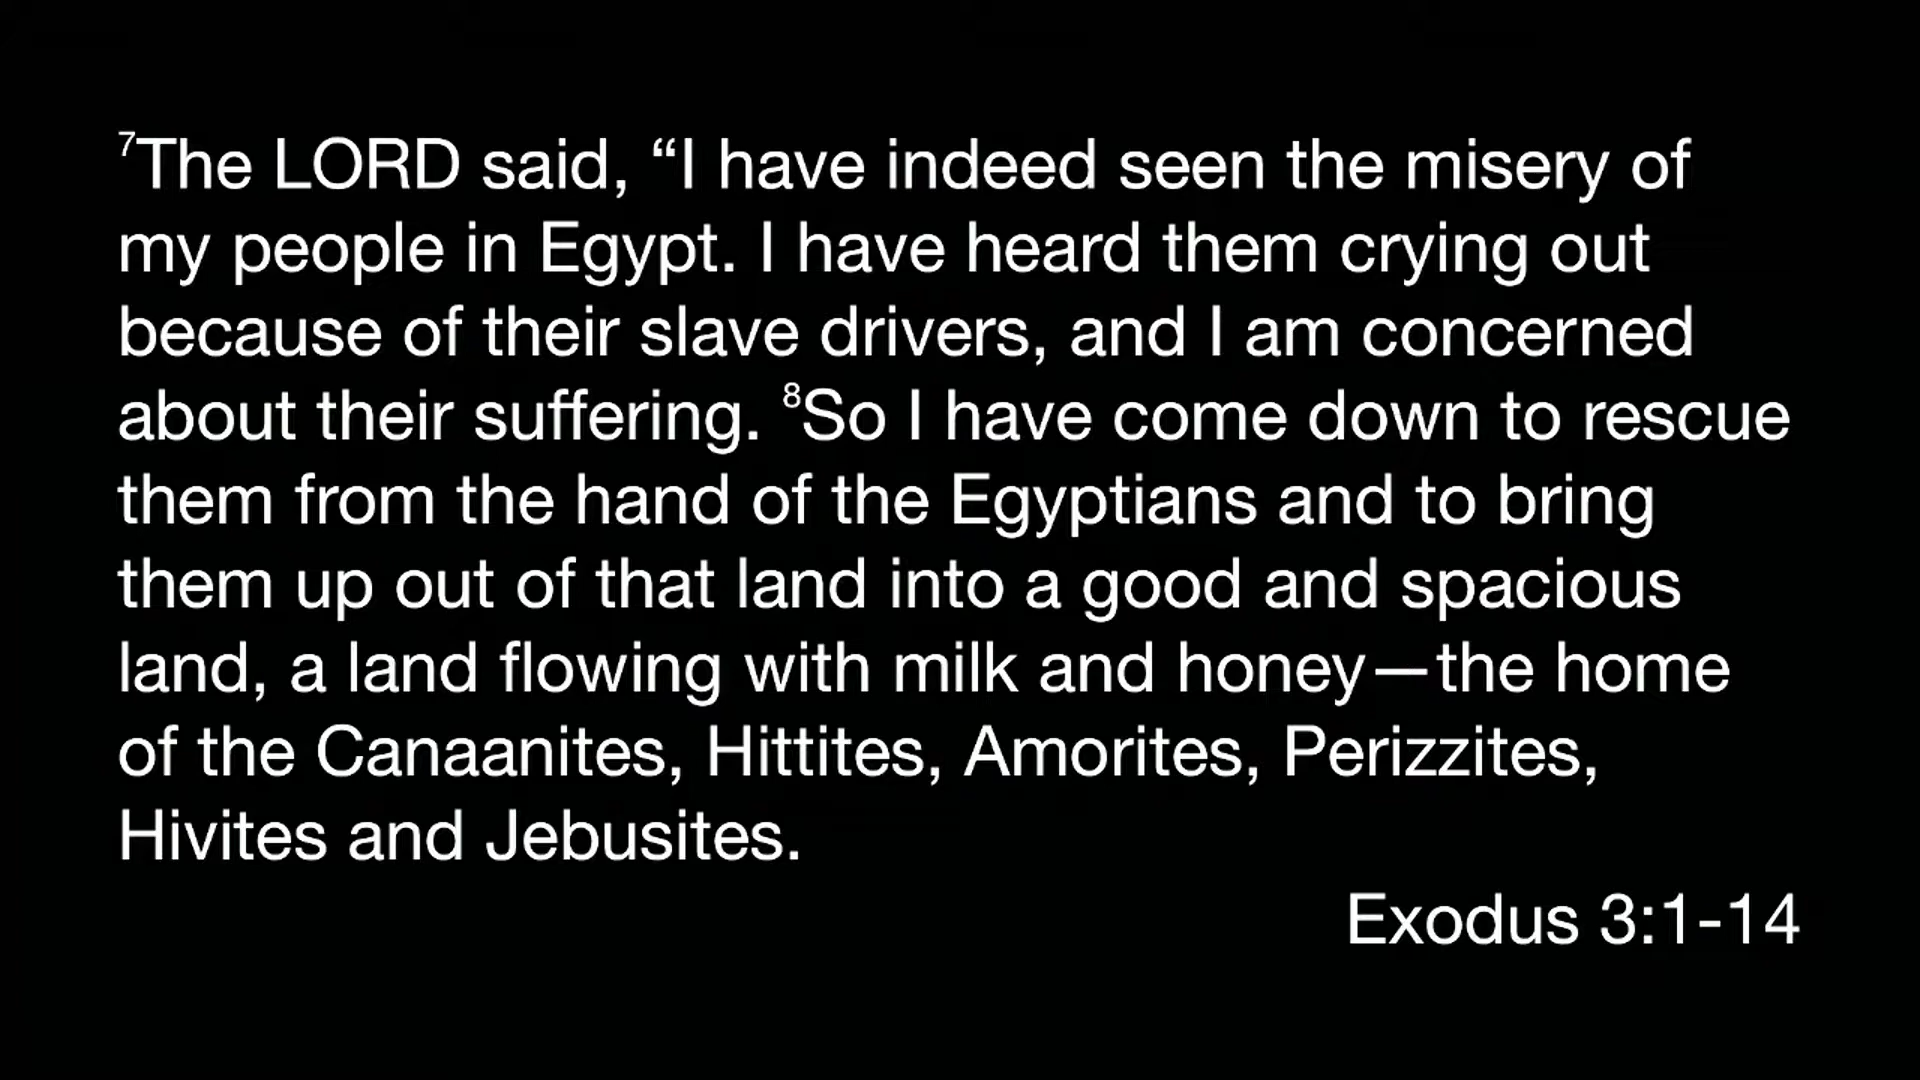 ⁷The LORD said, “I have indeed seen the misery of
my people in Egypt. I have heard them crying out
because of their slave drivers, and I am concerned
about their suffering. ⁸So I have come down to rescue
them from the hand of the Egyptians and to bring
them up out of that land into a good and spacious
land, a land flowing with milk and honey—the home
of the Canaanites, Hittites, Amorites, Perizzites,
Hivites and Jebusites.
Exodus 3:1-14